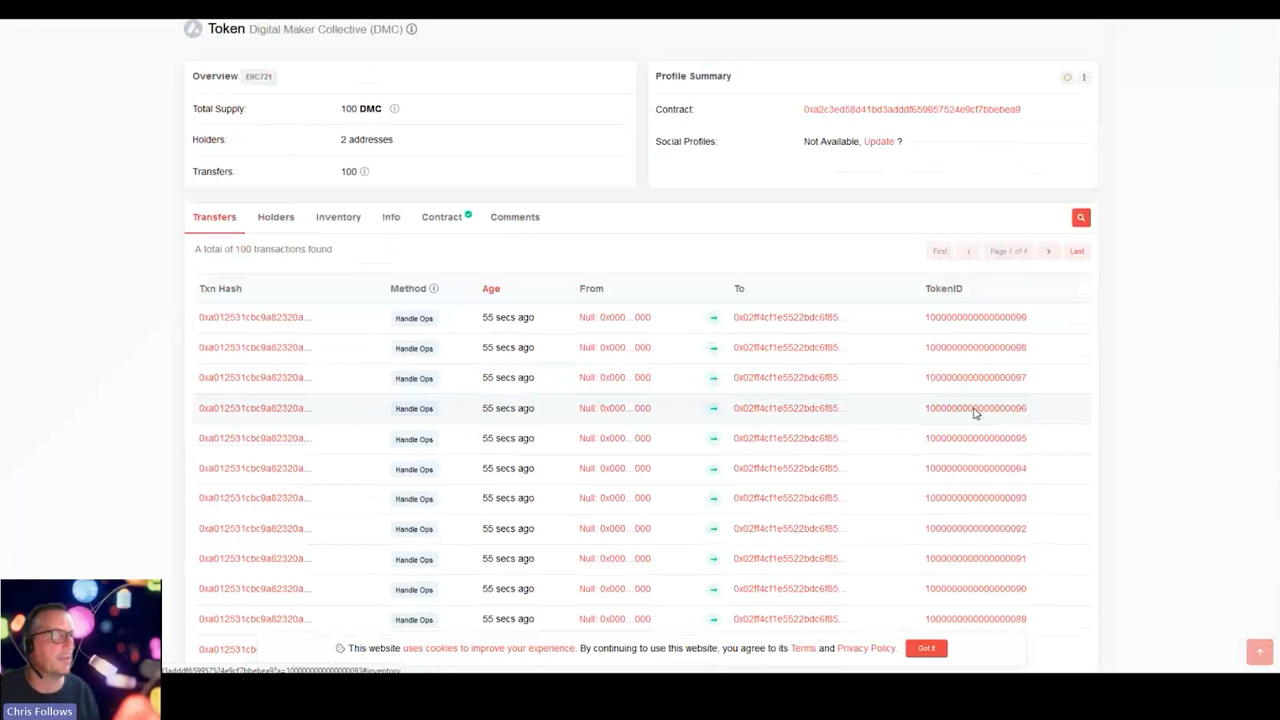 Token Digital Maker Collective (DMC)
Overview ERC721
Profile Summary
Total Supply: 100 DMC
Contract: 0xa2c3ed58d41bd3adddf659957524e9cf7bbebea9
Holders: 2 addresses
Social Profiles: Not Available, Update ?
Transfers: 100
Transfers Holders Inventory Info Contract Comments
A total of 100 transactions found
First Page 1 of 4 Last
Txn Hash Method Age From To TokenID
0xa012531cbc9a82320a... Handle Ops 55 secs ago Null: 0x000...000 0x02ff4cf1e5522bdc6f85... 1000000000000000099
0xa012531cbc9a82320a... Handle Ops 55 secs ago Null: 0x000...000 0x02ff4cf1e5522bdc6f85... 1000000000000000098
0xa012531cbc9a82320a... Handle Ops 55 secs ago Null: 0x000...000 0x02ff4cf1e5522bdc6f85... 1000000000000000097
0xa012531cbc9a82320a... Handle Ops 55 secs ago Null: 0x000...000 0x02ff4cf1e5522bdc6f85... 1000000000000000096
0xa012531cbc9a82320a... Handle Ops 55 secs ago Null: 0x000...000 0x02ff4cf1e5522bdc6f85... 1000000000000000095
0xa012531cbc9a82320a... Handle Ops 55 secs ago Null: 0x000...000 0x02ff4cf1e5522bdc6f85... 1000000000000000094
0xa012531cbc9a82320a... Handle Ops 55 secs ago Null: 0x000...000 0x02ff4cf1e5522bdc6f85... 1000000000000000093
0xa012531cbc9a82320a... Handle Ops 55 secs ago Null: 0x000...000 0x02ff4cf1e5522bdc6f85... 1000000000000000092
0xa012531cbc9a82320a... Handle Ops 55 secs ago Null: 0x000...000 0x02ff4cf1e5522bdc6f85... 1000000000000000091
0xa012531cbc9a82320a... Handle Ops 55 secs ago Null: 0x000...000 0x02ff4cf1e5522bdc6f85... 1000000000000000090
0xa012531cbc9a82320a... Handle Ops 55 secs ago Null: 0x000...000 0x02ff4cf1e5522bdc6f85... 1000000000000000089
0xa012531cb
This website uses cookies to improve your experience. By continuing to use this website, you agree to its Terms and Privacy Policy. Got it
Chris Follows